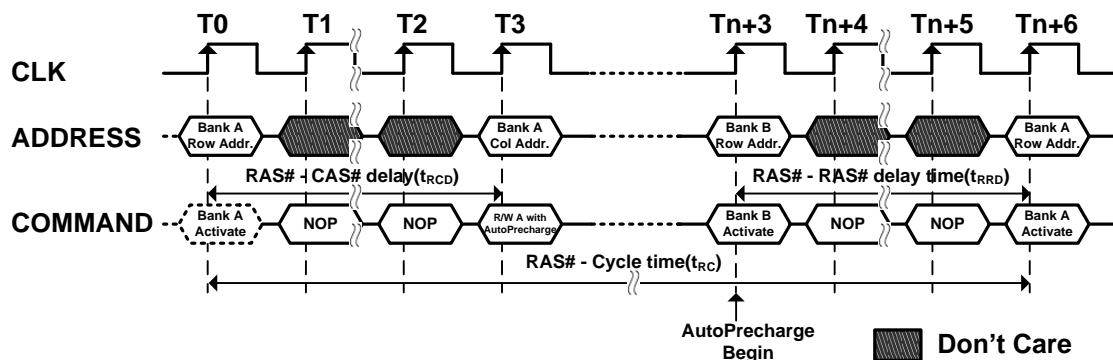 T0 T1 T2 T3 Tn+3 Tn+4 Tn+5 Tn+6
CLK
ADDRESS
Bank A
Row Addr.
Bank A
Col Addr.
Bank B
Row Addr.
Bank A
Row Addr.
RAS# - CAS# delay(tRCD)
RAS# - RAS# delay time(tRRD)
COMMAND
Bank A
Activate
NOP
NOP
R/W A with
AutoPrecharge
Bank B
Activate
NOP
NOP
Bank A
Activate
RAS# - Cycle time(tRC)
AutoPrecharge
Begin
Don't Care